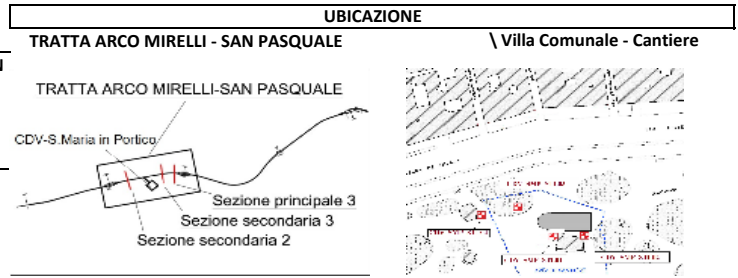 UBICAZIONE
TRATTA ARCO MIRELLI - SAN PASQUALE
\ Villa Comunale - Cantiere
N
TRATTA ARCO MIRELLI-SAN PASQUALE
CDV-S.Maria in Portico
Sezione principale 3
Sezione secondaria 3
Sezione secondaria 2